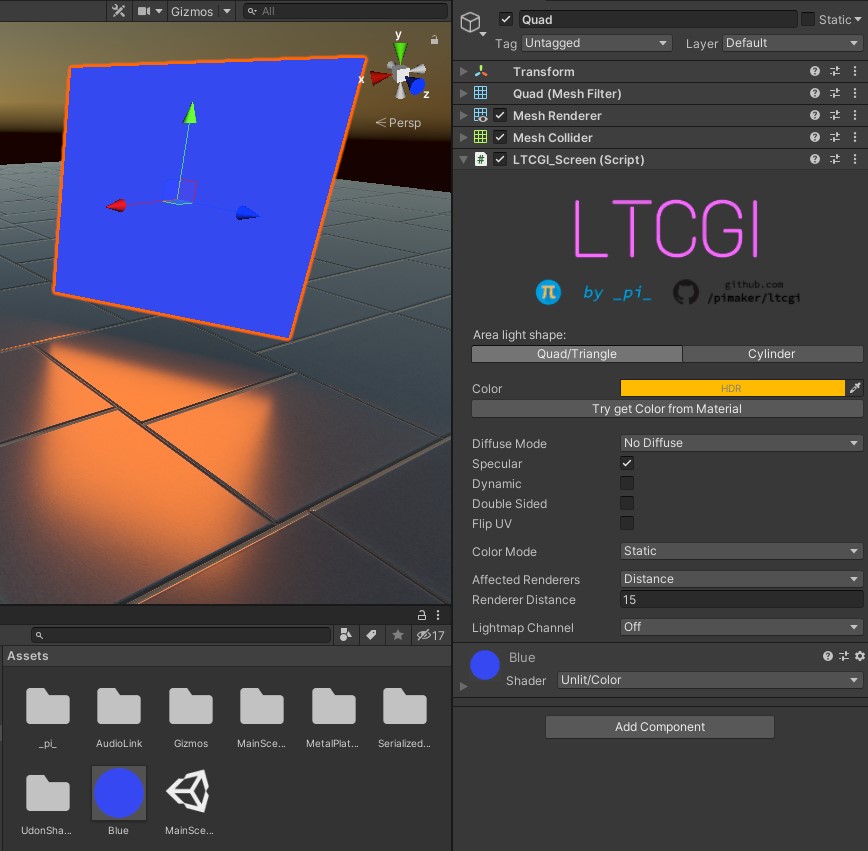 Gizmos
All
y
x
z
Persp
17
Assets
_pi_
AudioLink
Gizmos
MainSce...
MetalPlat...
Serialized...
UdonSha...
Blue
MainSce...
Quad
Static
Tag
Untagged
Layer
Default
Transform
Quad (Mesh Filter)
Mesh Renderer
Mesh Collider
#
LTCGI_Screen (Script)
LTCGI
π
by _pi_
github.com
/pimaker/ltcgi
Area light shape:
Quad/Triangle
Cylinder
Color
HDR
Try get Color from Material
Diffuse Mode
No Diffuse
Specular
Dynamic
Double Sided
Flip UV
Color Mode
Static
Affected Renderers
Distance
Renderer Distance
15
Lightmap Channel
Off
Blue
Shader
Unlit/Color
Add Component